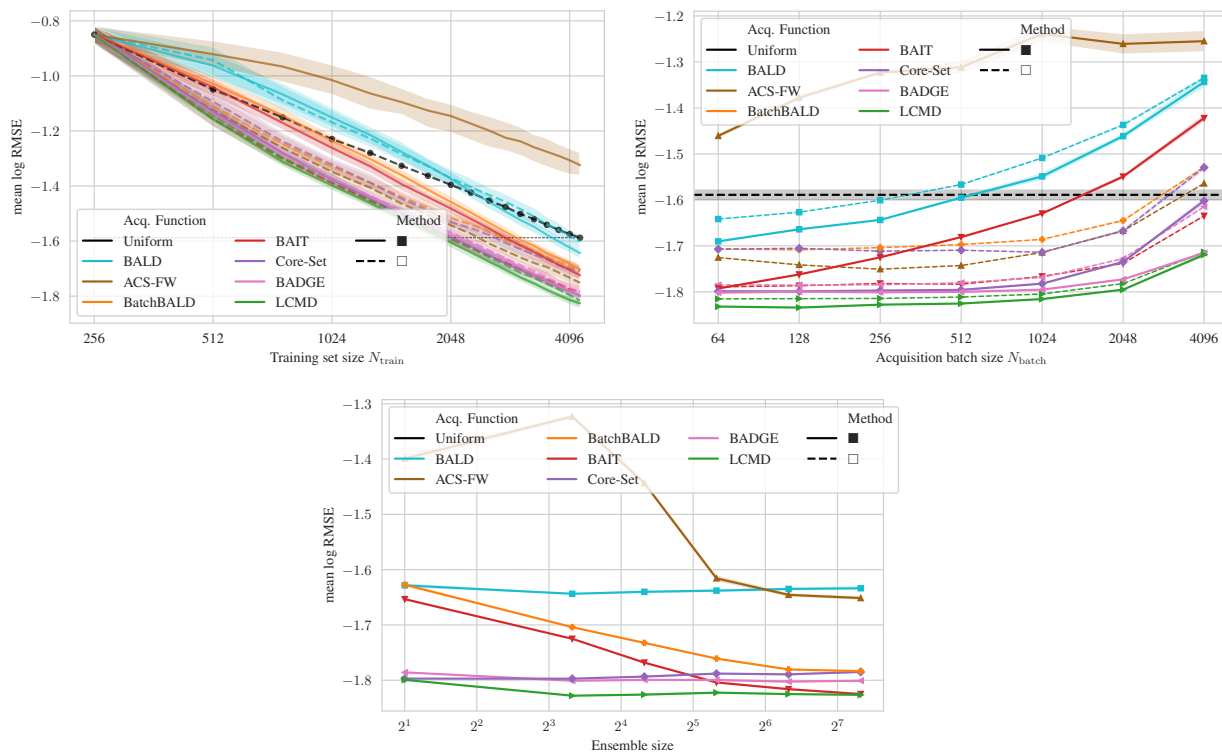 −0.8
−1.0
−1.2
−1.4
−1.6
−1.8
mean log RMSE
Acq. Function
Uniform
BALD
ACS-FW
BatchBALD
BAIT
Core-Set
BADGE
LCMD
Method
■
□
256
512
1024
2048
4096
Training set size N_train
−1.2
−1.3
−1.4
−1.5
−1.6
−1.7
−1.8
mean log RMSE
Acq. Function
Uniform
BALD
ACS-FW
BatchBALD
BAIT
Core-Set
BADGE
LCMD
■
□
64
128
256
512
1024
2048
4096
Acquisition batch size N_batch
−1.3
−1.4
−1.5
−1.6
−1.7
−1.8
mean log RMSE
Acq. Function
Uniform
BALD
ACS-FW
BatchBALD
BAIT
Core-Set
BADGE
LCMD
Method
■
□
2^1
2^2
2^3
2^4
2^5
2^6
2^7
Ensemble size